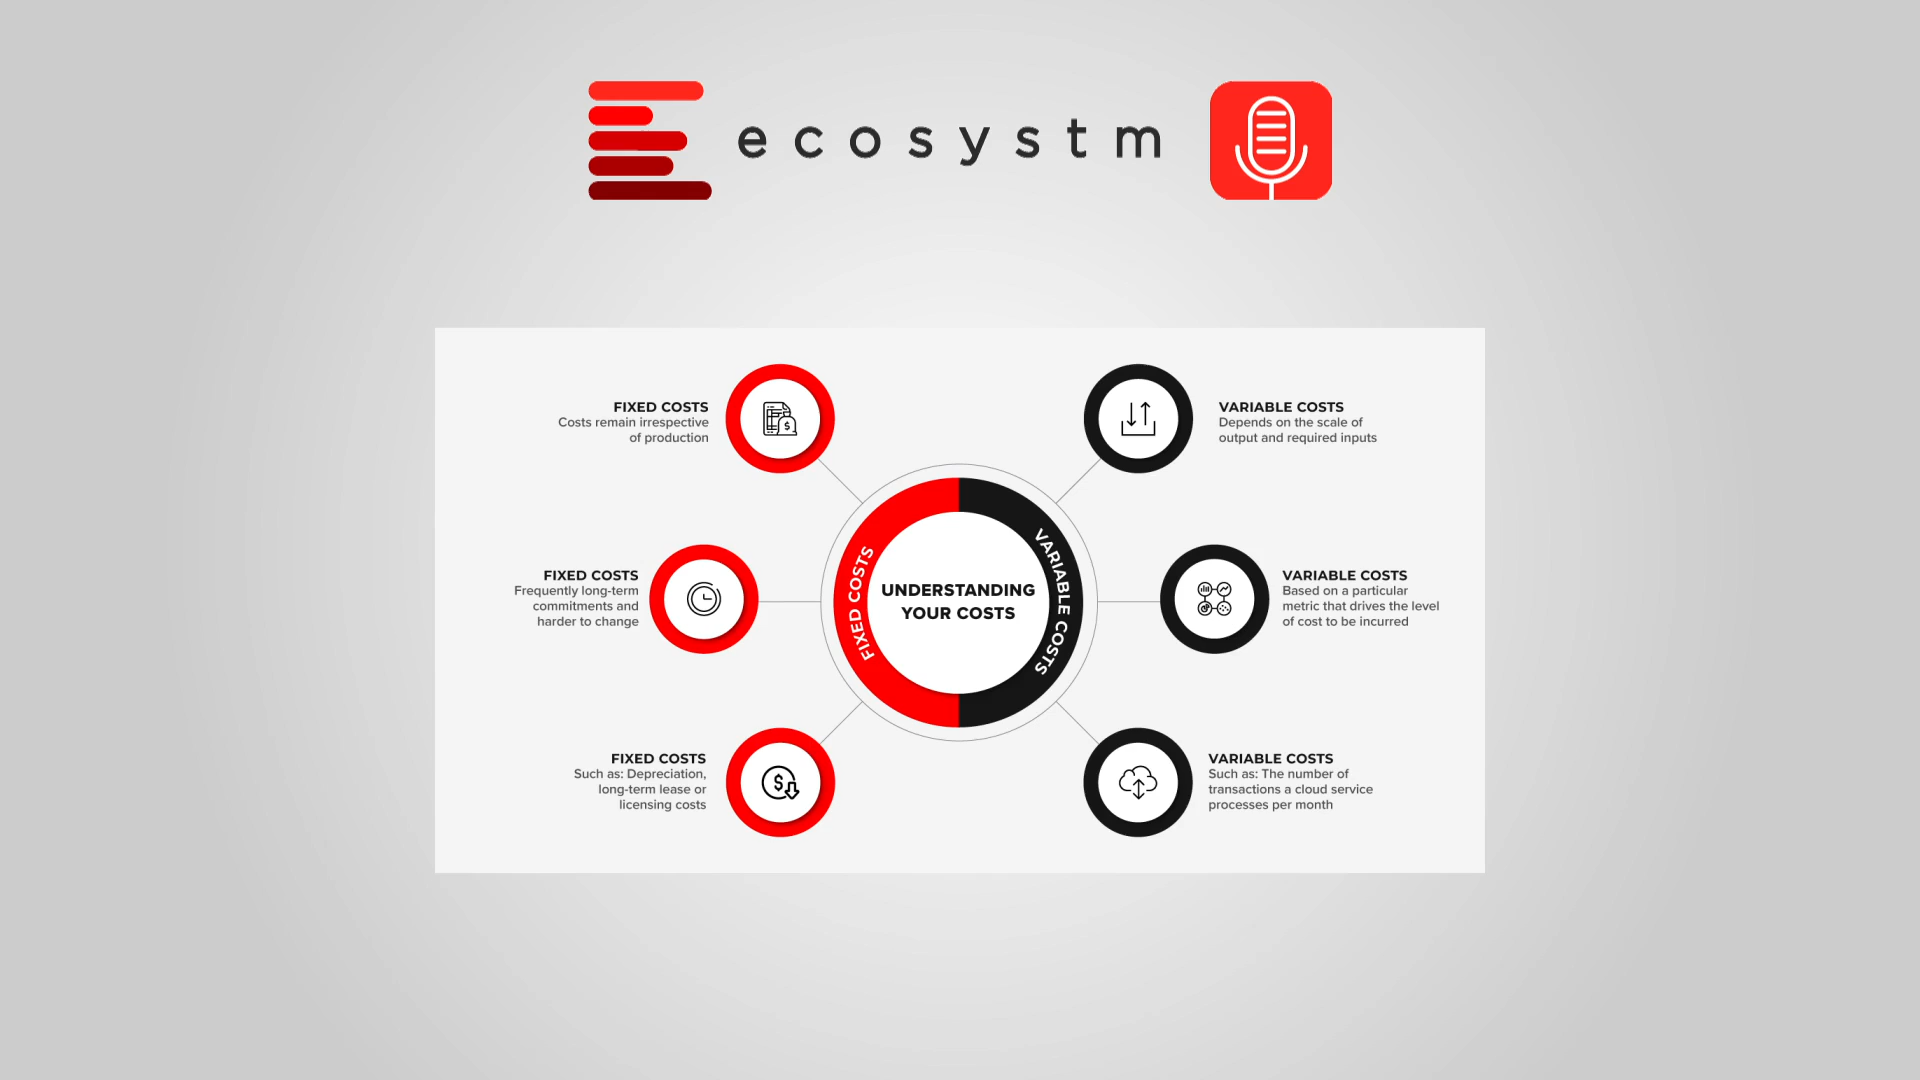 ecosystm
FIXED COSTS
Costs remain irrespective
of production
FIXED COSTS
Frequently long-term
commitments and
harder to change
FIXED COSTS
Such as: Depreciation,
long-term lease or
licensing costs
FIXED COSTS
UNDERSTANDING
YOUR COSTS
VARIABLE COSTS
VARIABLE COSTS
Depends on the scale of
output and required inputs
VARIABLE COSTS
Based on a particular
metric that drives the level
of cost to be incurred
VARIABLE COSTS
Such as: The number of
transactions a cloud service
processes per month